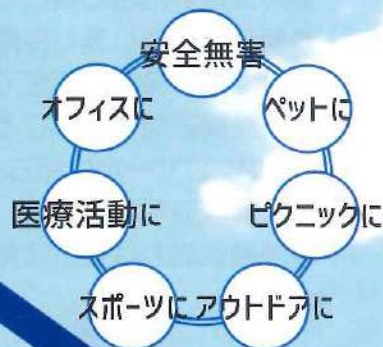 安全無害
オフィスに
ペットに
医療活動に
ピクニックに
スポーツに
アウトドアに